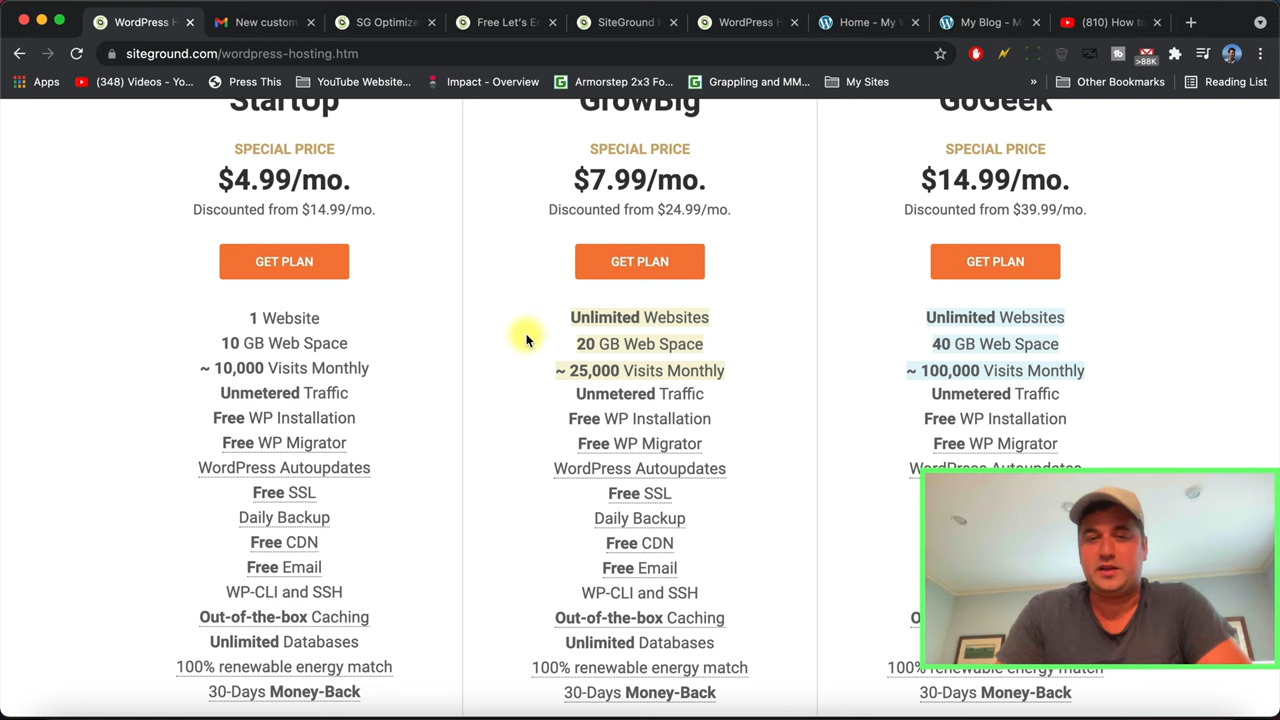 WordPress H
New custom
SG Optimize
Free Let's E
SiteGround
WordPress H
Home - My W
My Blog - M
(810) How to
siteground.com/wordpress-hosting.htm
>88K
Apps
(348) Videos - Yo...
Press This
YouTube Website...
Impact - Overview
Armorstep 2x3 Fo...
Grappling and MM...
My Sites
»
Other Bookmarks
Reading List
StartUp
SPECIAL PRICE
$4.99/mo.
Discounted from $14.99/mo.
GET PLAN
1 Website
10 GB Web Space
~ 10,000 Visits Monthly
Unmetered Traffic
Free WP Installation
Free WP Migrator
WordPress Autoupdates
Free SSL
Daily Backup
Free CDN
Free Email
WP-CLI and SSH
Out-of-the-box Caching
Unlimited Databases
100% renewable energy match
30-Days Money-Back
GrowBig
SPECIAL PRICE
$7.99/mo.
Discounted from $24.99/mo.
GET PLAN
Unlimited Websites
20 GB Web Space
~ 25,000 Visits Monthly
Unmetered Traffic
Free WP Installation
Free WP Migrator
WordPress Autoupdates
Free SSL
Daily Backup
Free CDN
Free Email
WP-CLI and SSH
Out-of-the-box Caching
Unlimited Databases
100% renewable energy match
30-Days Money-Back
GoGeek
SPECIAL PRICE
$14.99/mo.
Discounted from $39.99/mo.
GET PLAN
Unlimited Websites
40 GB Web Space
~ 100,000 Visits Monthly
Unmetered Traffic
Free WP Installation
Free WP Migrator
WordPress Autoupdates
100% renewable energy match
30-Days Money-Back